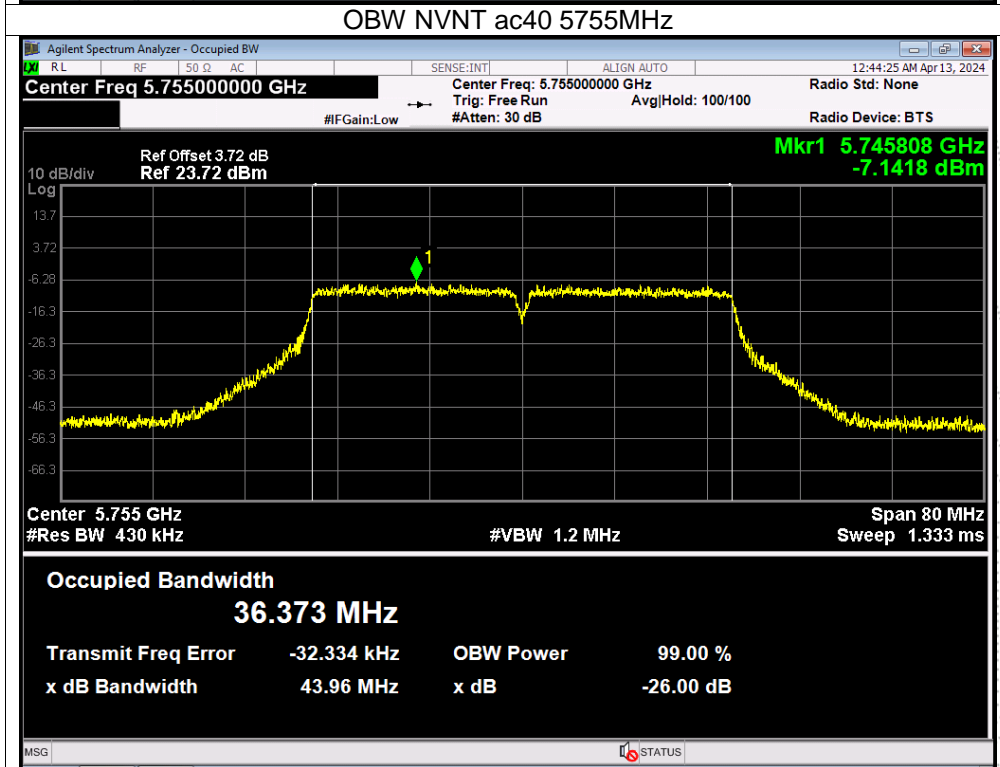 OBW NVNT ac40 5755MHz
Agilent Spectrum Analyzer - Occupied BW
LXI RL RF 50 Ω AC SENSE:INT ALIGN AUTO 12:44:25 AM Apr 13, 2024
Center Freq 5.755000000 GHz Center Freq: 5.755000000 GHz Radio Std: None
Trig: Free Run Avg|Hold: 100/100
#IFGain:Low #Atten: 30 dB Radio Device: BTS
Mkr1 5.745808 GHz
-7.1418 dBm
Ref Offset 3.72 dB
10 dB/div Ref 23.72 dBm
Log
13.7
3.72
1
-6.28
-16.3
-26.3
-36.3
-46.3
-56.3
-66.3
Center 5.755 GHz Span 80 MHz
#Res BW 430 kHz #VBW 1.2 MHz Sweep 1.333 ms
Occupied Bandwidth
36.373 MHz
Transmit Freq Error -32.334 kHz OBW Power 99.00 %
x dB Bandwidth 43.96 MHz x dB -26.00 dB
MSG STATUS